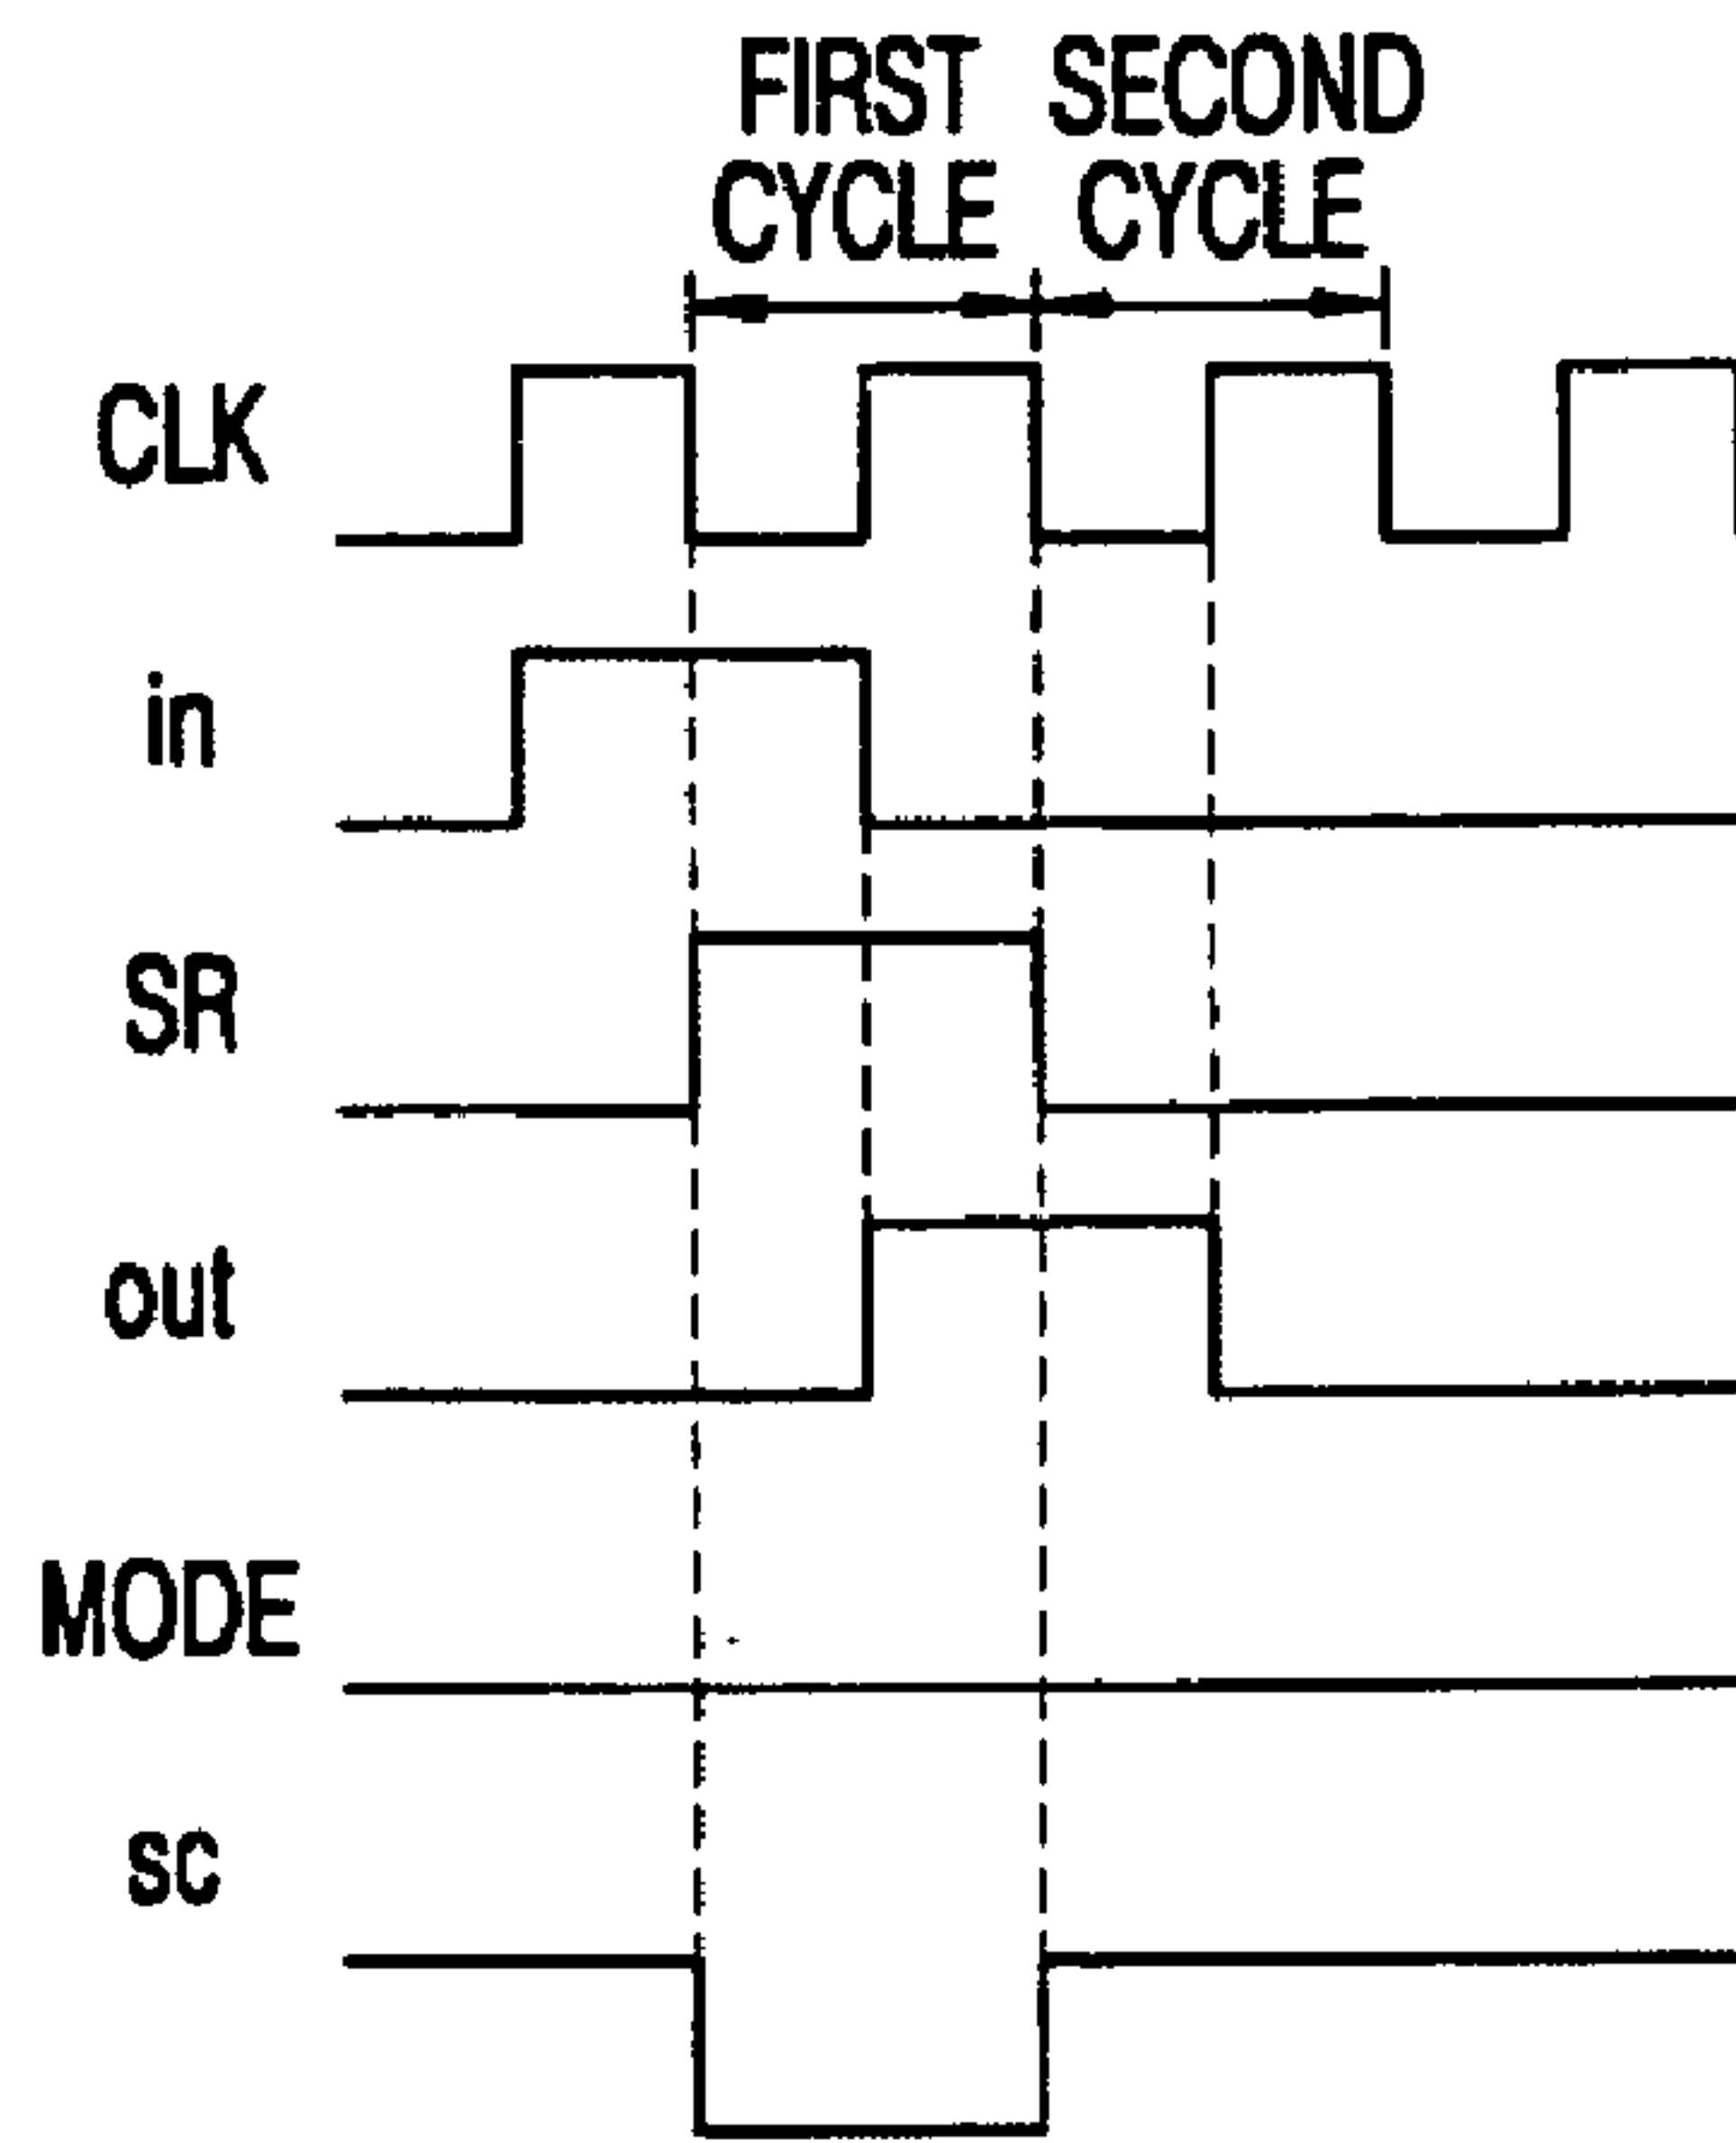 FIRST SECOND
CYCLE CYCLE
CLK
in
SR
out
MODE
sc